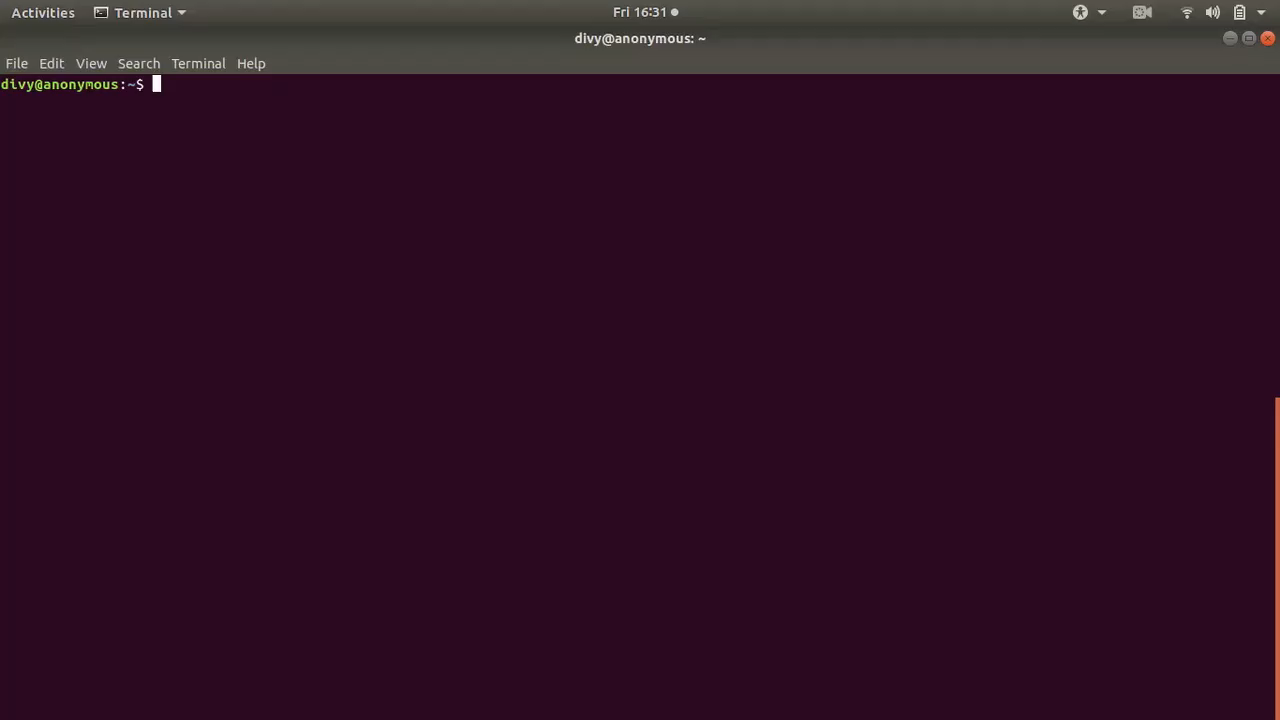 Activities Terminal Fri 16:31
divy@anonymous: ~
File Edit View Search Terminal Help
divy@anonymous:~$